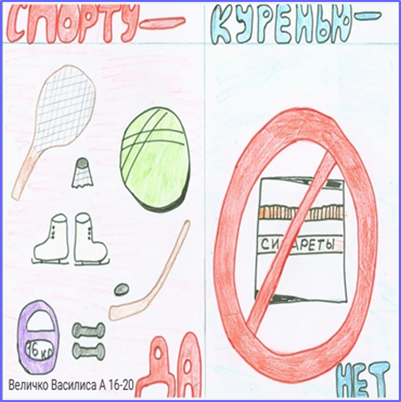 СПОРТУ—
ДА
КУРЕНЬЮ—
НЕТ
СИГАРЕТЫ
16 КГ
Величко Василиса А 16-20